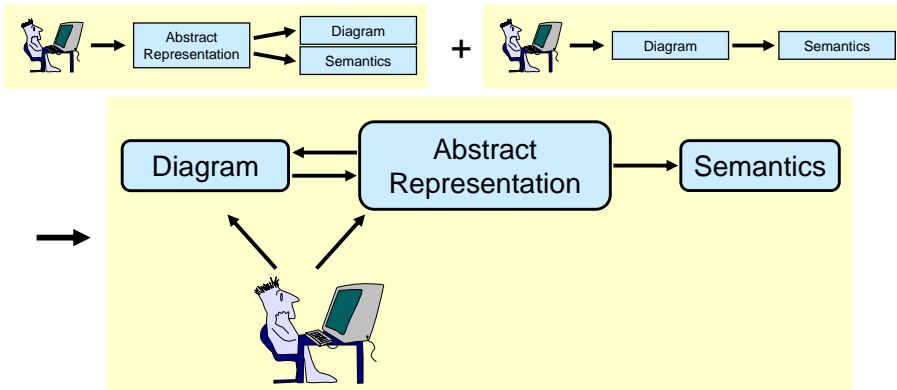 Abstract
Representation
Diagram
Semantics
+
Diagram
Semantics
Diagram
Abstract
Representation
Semantics